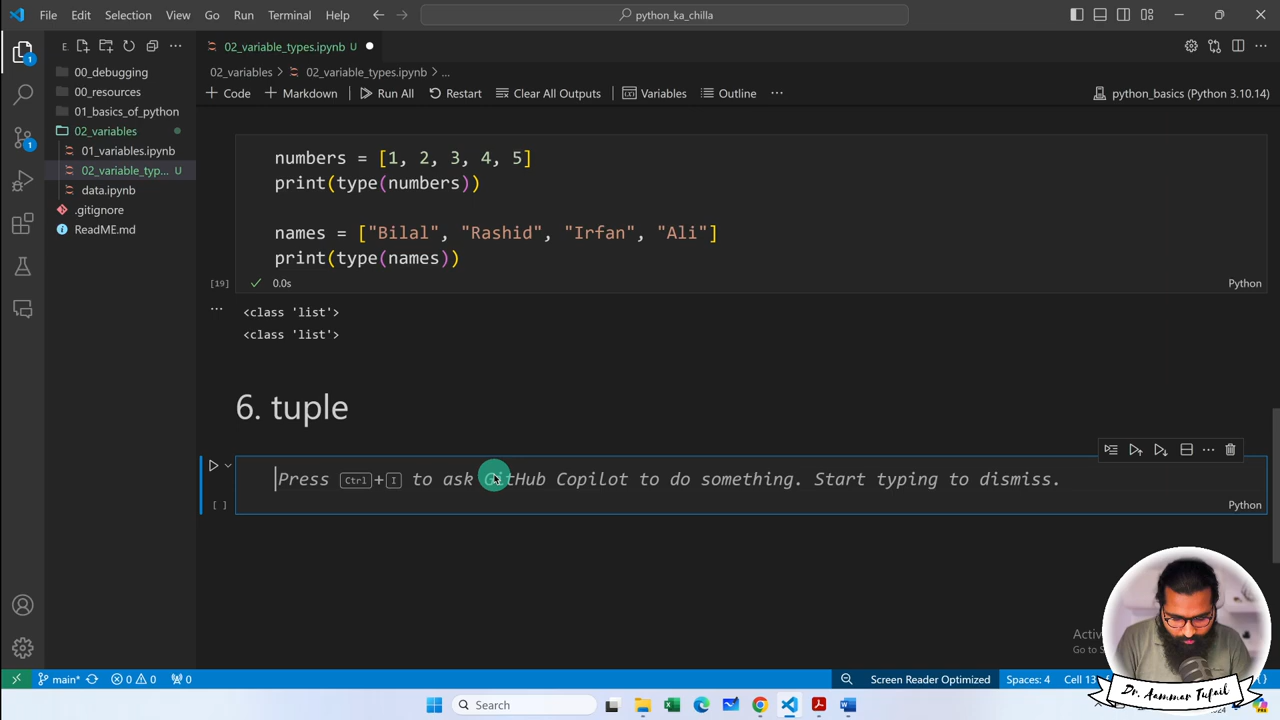 File Edit Selection View Go Run Terminal Help
python_ka_chilla
E
02_variable_types.ipynb U
00_debugging
00_resources
01_basics_of_python
02_variables
01_variables.ipynb
02_variable_typ... U
data.ipynb
.gitignore
ReadME.md
02_variables > 02_variable_types.ipynb > ...
+ Code + Markdown Run All Restart Clear All Outputs Variables Outline ...
python_basics (Python 3.10.14)
numbers = [1, 2, 3, 4, 5]
print(type(numbers))
names = ["Bilal", "Rashid", "Irfan", "Ali"]
print(type(names))
[19] 0.0s Python
<class 'list'>
<class 'list'>
6. tuple
Press Ctrl+I to ask GitHub Copilot to do something. Start typing to dismiss.
[ ] Python
Activ
Go to S
main* 0 0 0 Screen Reader Optimized Spaces: 4 Cell 13
Search
Dr. Aammar Tufail